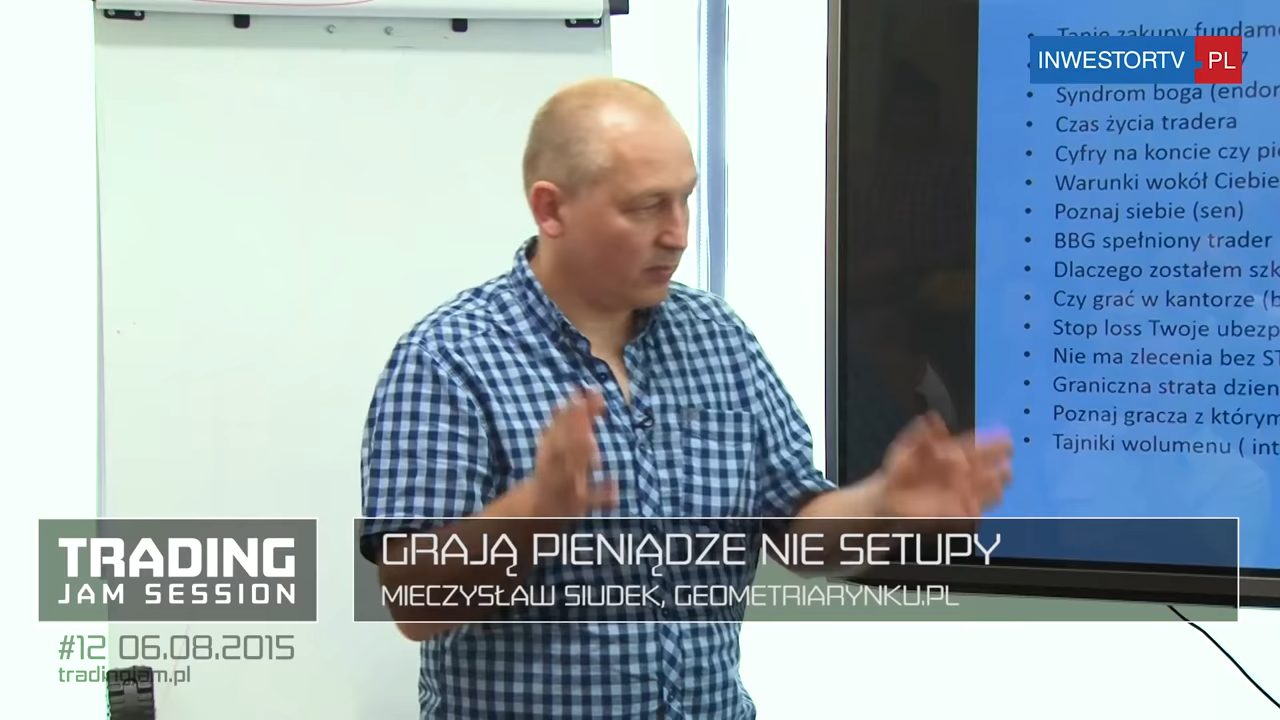 Tanie zakupy fundame
INWESTORTV PL
Syndrom boga (endor
Czas życia tradera
Cyfry na koncie czy pie
Warunki wokół Ciebie
Poznaj siebie (sen)
BBG spełniony trader
Dlaczego zostałem szk
Czy grać w kantorze (b
Stop loss Twoje ubezp
Nie ma zlecenia bez ST
Graniczna strata dzien
Poznaj gracza z którym
Tajniki wolumenu ( int
TRADING
JAM SESSION
#12 06.08.2015
tradingjam.pl
GRAJĄ PIENIĄDZE NIE SETUPY
MIECZYSŁAW SIUDEK, GEOMETRIARYNKU.PL